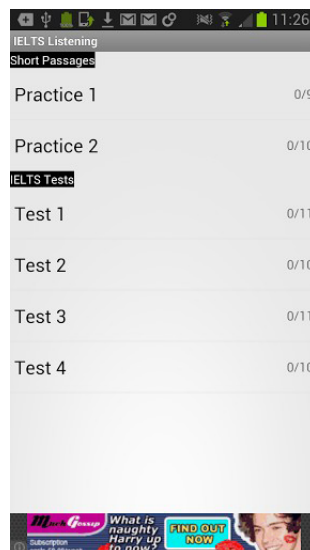 11:26
IELTS Listening
Short Passages
Practice 1 0/9
Practice 2 0/10
IELTS Tests
Test 1 0/11
Test 2 0/10
Test 3 0/11
Test 4 0/10
MuckGossip
What is
naughty
Harry up
to now?
FIND OUT
NOW
Subscription